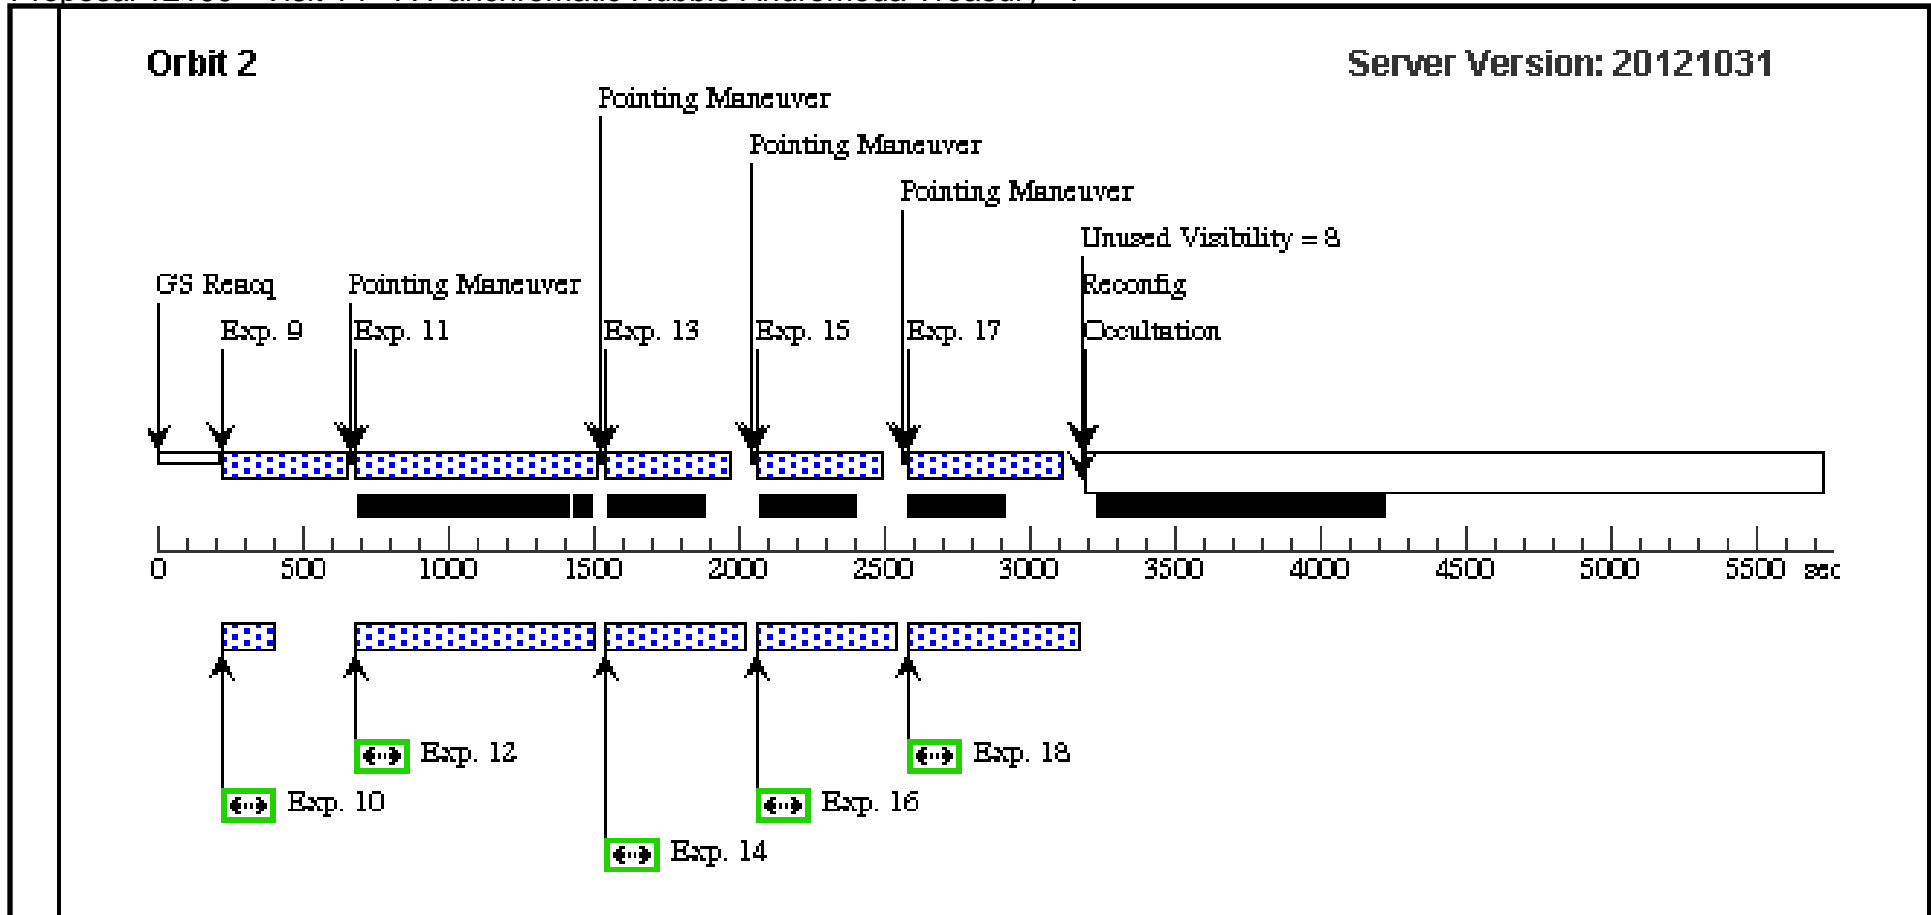 Orbit 2
Server Version: 20121031
Pointing Maneuver
Pointing Maneuver
Pointing Maneuver
Unused Visibility = 8
GS Reacq
Pointing Maneuver
Reconfig
Exp. 9
Exp. 11
Exp. 13
Exp. 15
Exp. 17
Occultation
0 500 1000 1500 2000 2500 3000 3500 4000 4500 5000 5500 sec
Exp. 12
Exp. 18
Exp. 10
Exp. 16
Exp. 14